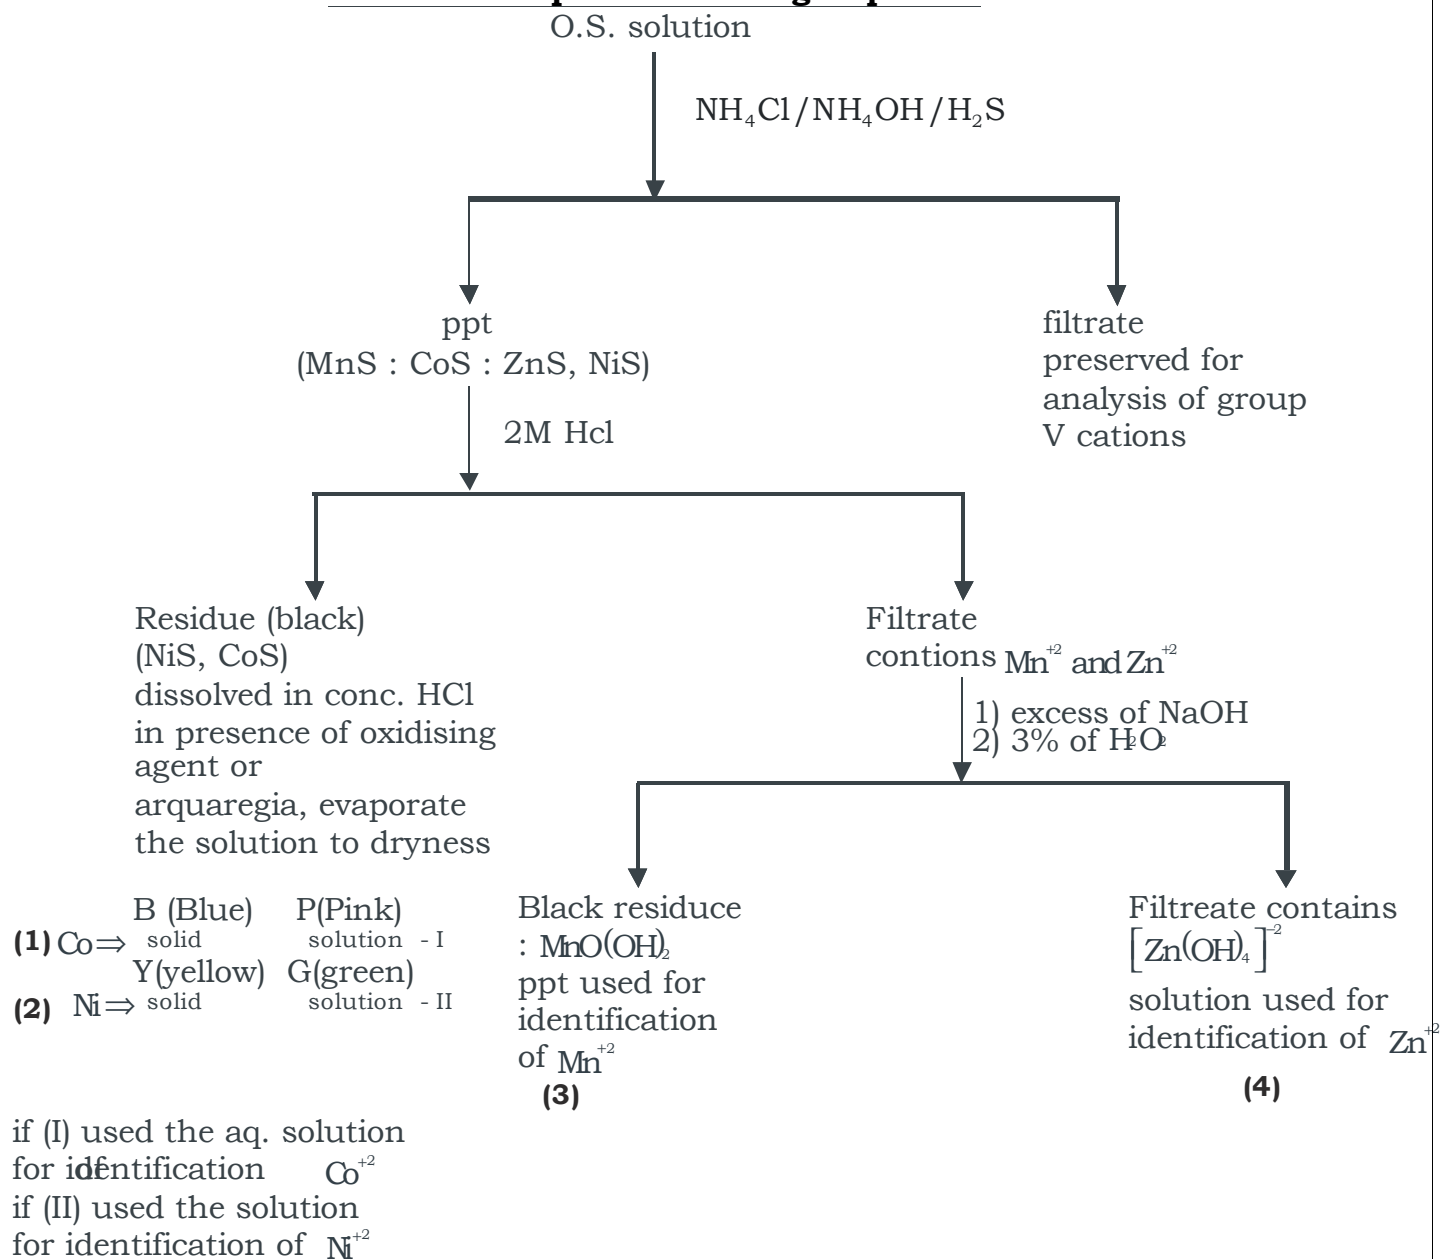 O.S. solution
NH₄Cl/NH₄OH/H₂S
ppt
(MnS : CoS : ZnS, NiS)
filtrate
preserved for
analysis of group
V cations
2M Hcl
Residue (black)
(NiS, CoS)
dissolved in conc. HCl
in presence of oxidising
agent or
arquaregia, evaporate
the solution to dryness
Filtrate
contions Mn⁺² and Zn⁺²
1) excess of NaOH
2) 3% of H₂O₂
B (Blue) P(Pink)
(1) Co⇒ solid solution - I
Y(yellow) G(green)
(2) Ni⇒ solid solution - II
Black residuce
: MnO(OH)₂
ppt used for
identification
of Mn⁺²
(3)
Filtreate contains
[Zn(OH)₄]⁻²
solution used for
identification of Zn⁺²
(4)
if (I) used the aq. solution
for identification of Co⁺²
if (II) used the solution
for identification of Ni⁺²